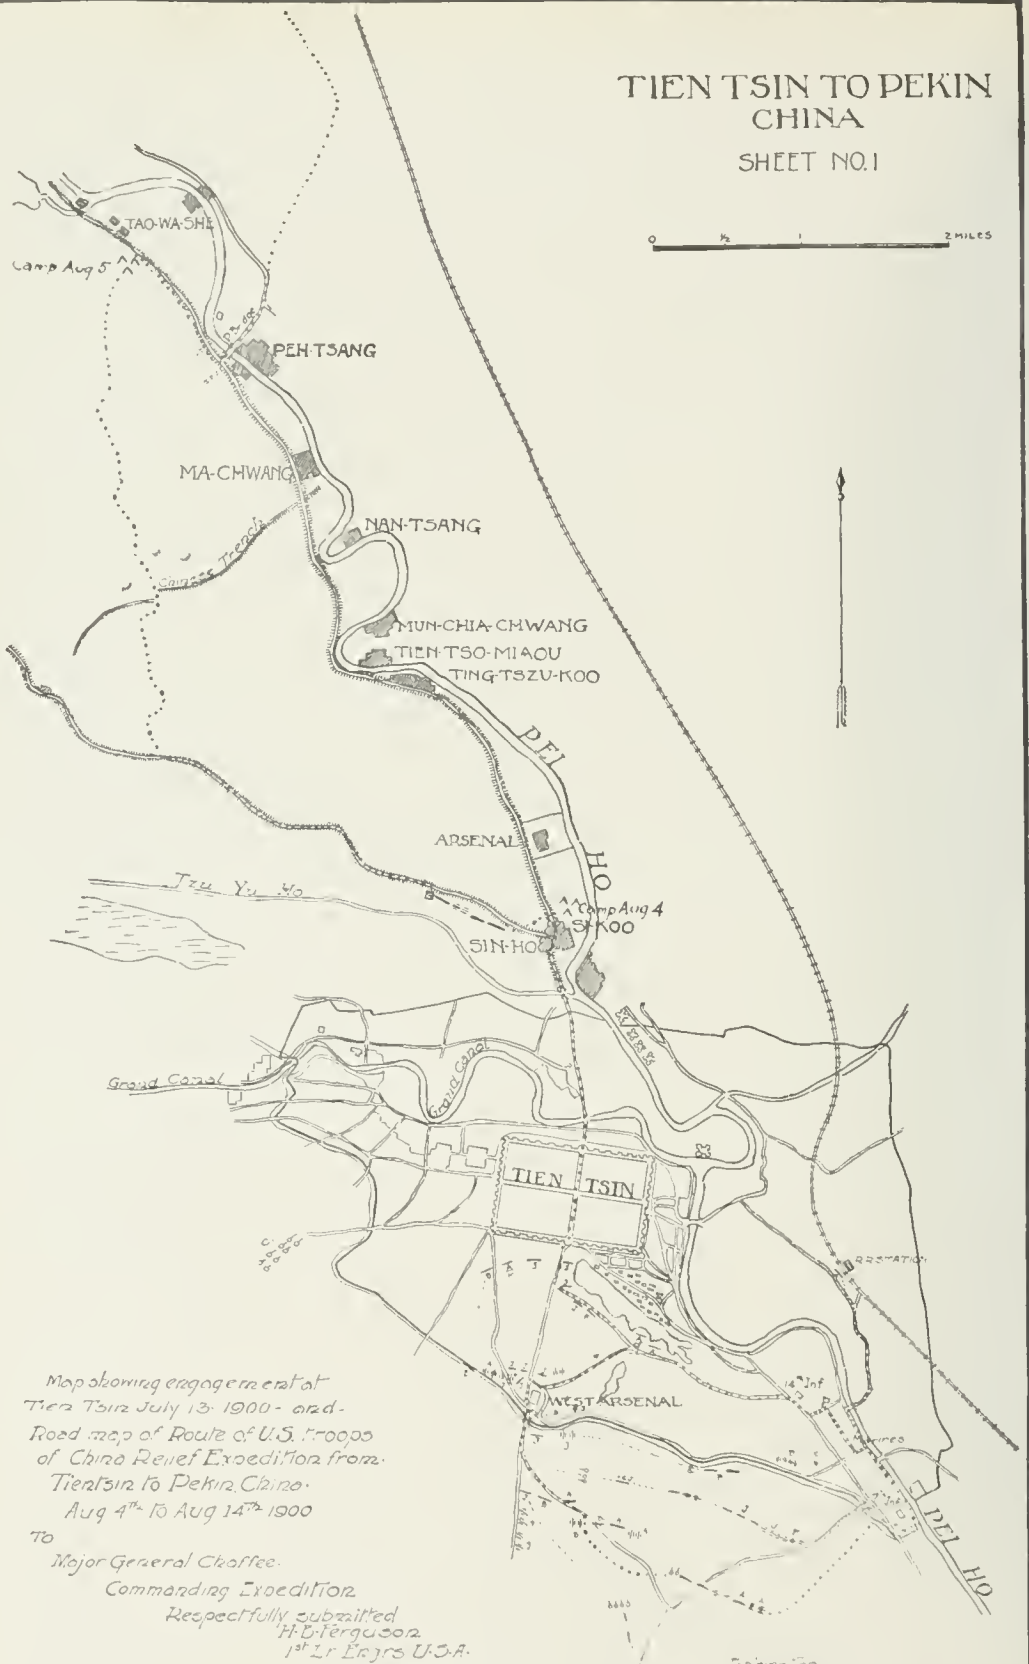 TIEN TSIN TO PEKIN
CHINA
SHEET NO.1
0 ½ 1 2 MILES
TAO-WA-SHE
Camp Aug 5
PEH-TSANG
MA-CHWANG
NAN-TSANG
Chinese Trench
MUN-CHIA-CHWANG
TIEN-TSO-MIAOU
TING-TSZU-KOO
PEI HO
ARSENAL
Tzu Yu Ho
Camp Aug 4
SI-KOO
SIN-HO
Grand Canal
Grand Canal
TIEN TSIN
R.R. STATION
WEST ARSENAL
14th Inf
Marines
PEI HO
Map showing engagement at
Tien Tsin July 13-1900- and-
Road map of Route of U.S. troops
of China Relief Expedition from-
Tientsin to Pekin, China-
Aug 4th to Aug 14th 1900
To
Major General Chaffee-
Commanding Expedition
Respectfully submitted
H.B. Ferguson
1st Lt Engrs U.S.A.